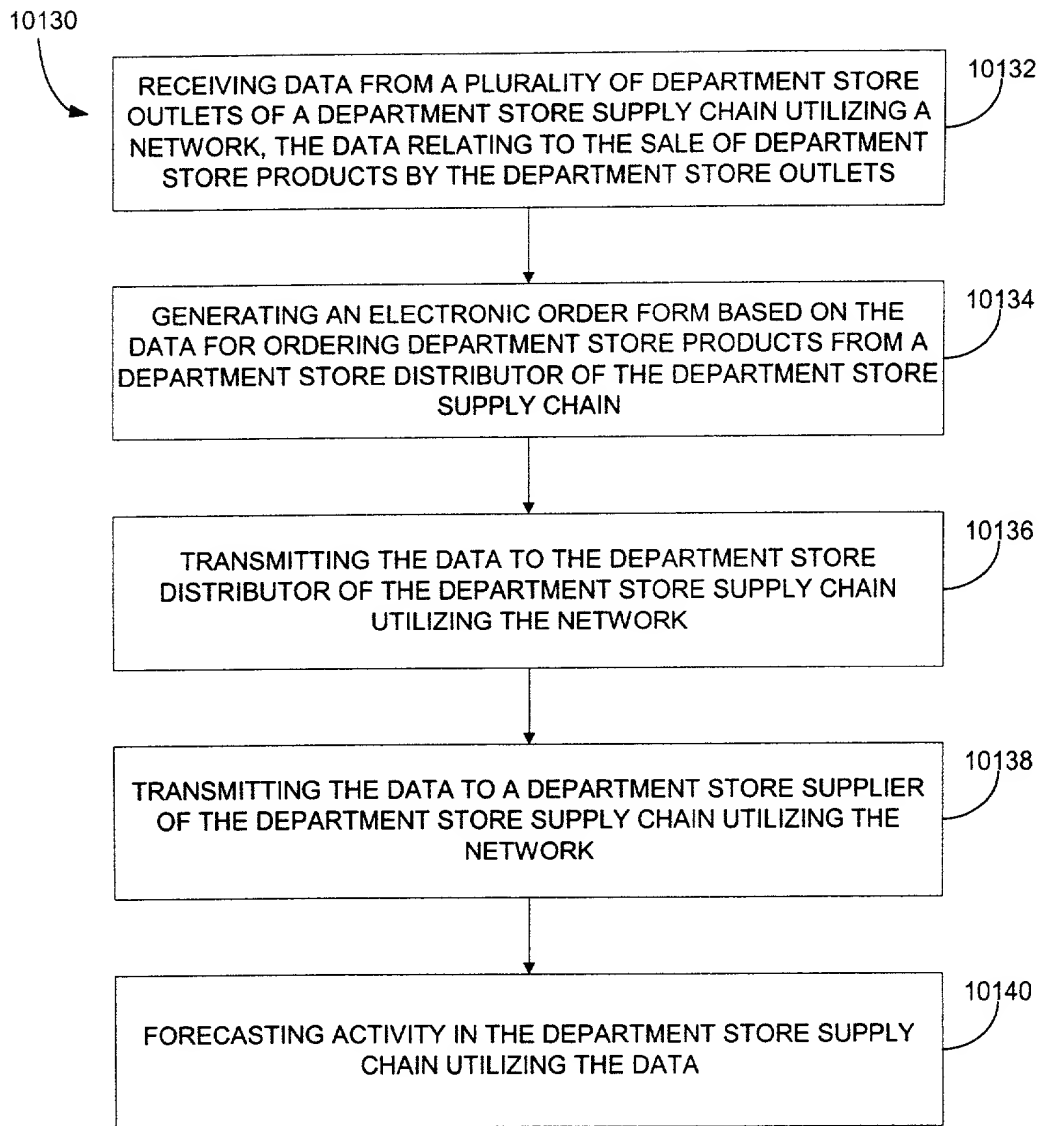 10130
10132
RECEIVING DATA FROM A PLURALITY OF DEPARTMENT STORE
OUTLETS OF A DEPARTMENT STORE SUPPLY CHAIN UTILIZING A
NETWORK, THE DATA RELATING TO THE SALE OF DEPARTMENT
STORE PRODUCTS BY THE DEPARTMENT STORE OUTLETS
10134
GENERATING AN ELECTRONIC ORDER FORM BASED ON THE
DATA FOR ORDERING DEPARTMENT STORE PRODUCTS FROM A
DEPARTMENT STORE DISTRIBUTOR OF THE DEPARTMENT STORE
SUPPLY CHAIN
10136
TRANSMITTING THE DATA TO THE DEPARTMENT STORE
DISTRIBUTOR OF THE DEPARTMENT STORE SUPPLY CHAIN
UTILIZING THE NETWORK
10138
TRANSMITTING THE DATA TO A DEPARTMENT STORE SUPPLIER
OF THE DEPARTMENT STORE SUPPLY CHAIN UTILIZING THE
NETWORK
10140
FORECASTING ACTIVITY IN THE DEPARTMENT STORE SUPPLY
CHAIN UTILIZING THE DATA